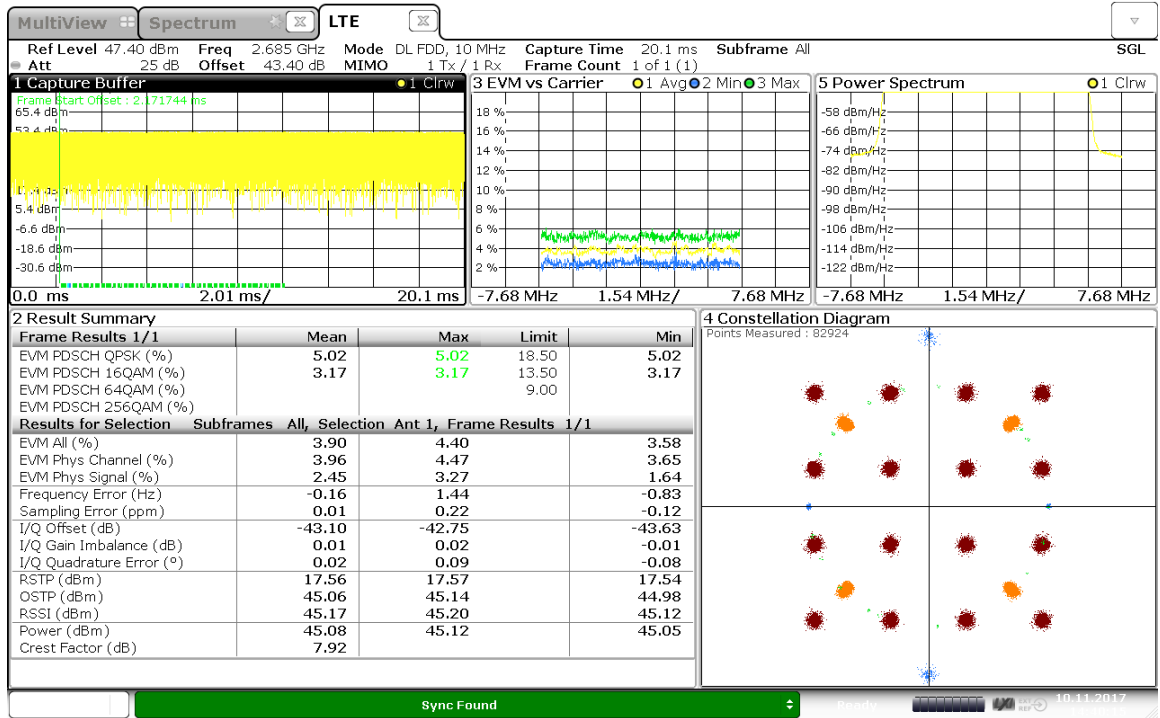 MultiView Spectrum LTE
Ref Level 47.40 dBm Freq 2.685 GHz Mode DL FDD, 10 MHz Capture Time 20.1 ms Subframe All SGL
Att 25 dB Offset 43.40 dB MIMO 1 Tx / 1 Rx Frame Count 1 of 1 (1)
1 Capture Buffer 1 Clrw
Frame Start Offset : 2.171744 ms
65.4 dBm
53.4 dBm
5.4 dBm
-6.6 dBm
-18.6 dBm
-30.6 dBm
0.0 ms 2.01 ms/ 20.1 ms
3 EVM vs Carrier 1 Avg 2 Min 3 Max
18 %
16 %
14 %
12 %
10 %
8 %
6 %
4 %
2 %
-7.68 MHz 1.54 MHz/ 7.68 MHz
5 Power Spectrum 1 Clrw
-58 dBm/Hz
-66 dBm/Hz
-74 dBm/Hz
-82 dBm/Hz
-90 dBm/Hz
-98 dBm/Hz
-106 dBm/Hz
-114 dBm/Hz
-122 dBm/Hz
-7.68 MHz 1.54 MHz/ 7.68 MHz
2 Result Summary
Frame Results 1/1 Mean Max Limit Min
EVM PDSCH QPSK (%) 5.02 5.02 18.50 5.02
EVM PDSCH 16QAM (%) 3.17 3.17 13.50 3.17
EVM PDSCH 64QAM (%) 9.00
EVM PDSCH 256QAM (%)
Results for Selection Subframes All, Selection Ant 1, Frame Results 1/1
EVM All (%) 3.90 4.40 3.58
EVM Phys Channel (%) 3.96 4.47 3.65
EVM Phys Signal (%) 2.45 3.27 1.64
Frequency Error (Hz) -0.16 1.44 -0.83
Sampling Error (ppm) 0.01 0.22 -0.12
I/Q Offset (dB) -43.10 -42.75 -43.63
I/Q Gain Imbalance (dB) 0.01 0.02 -0.01
I/Q Quadrature Error (°) 0.02 0.09 -0.08
RSTP (dBm) 17.56 17.57 17.54
OSTP (dBm) 45.06 45.14 44.98
RSSI (dBm) 45.17 45.20 45.12
Power (dBm) 45.08 45.12 45.05
Crest Factor (dB) 7.92
4 Constellation Diagram
Points Measured : 82924
Sync Found
Ready
10.11.2017